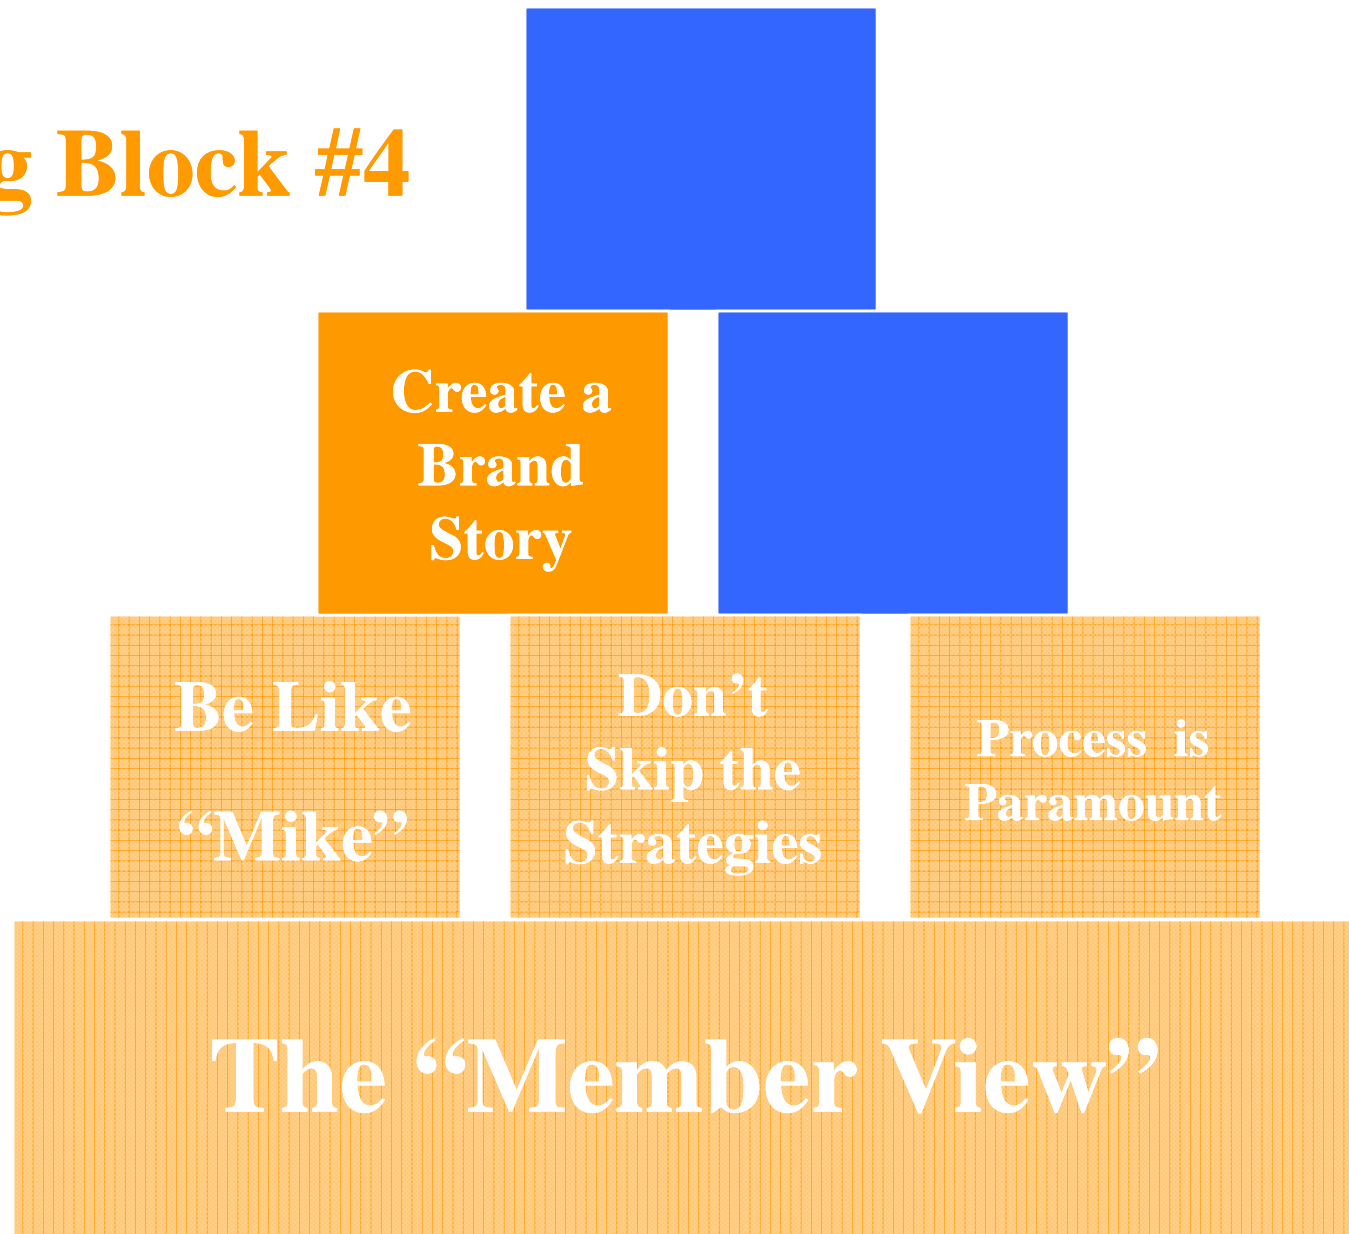 g Block #4
Create a
Brand
Story
Be Like
“Mike”
Don’t
Skip the
Strategies
Process is
Paramount
The “Member View”